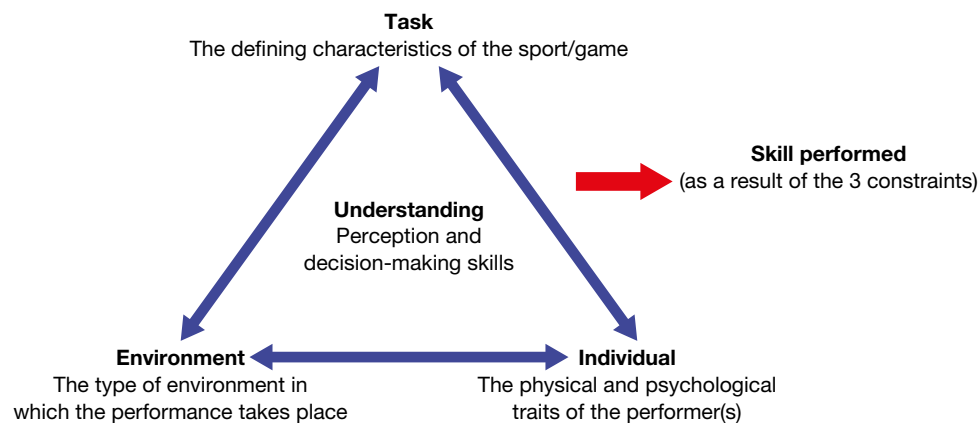 Task
The defining characteristics of the sport/game
Skill performed
(as a result of the 3 constraints)
Understanding
Perception and
decision-making skills
Environment
The type of environment in
which the performance takes place
Individual
The physical and psychological
traits of the performer(s)